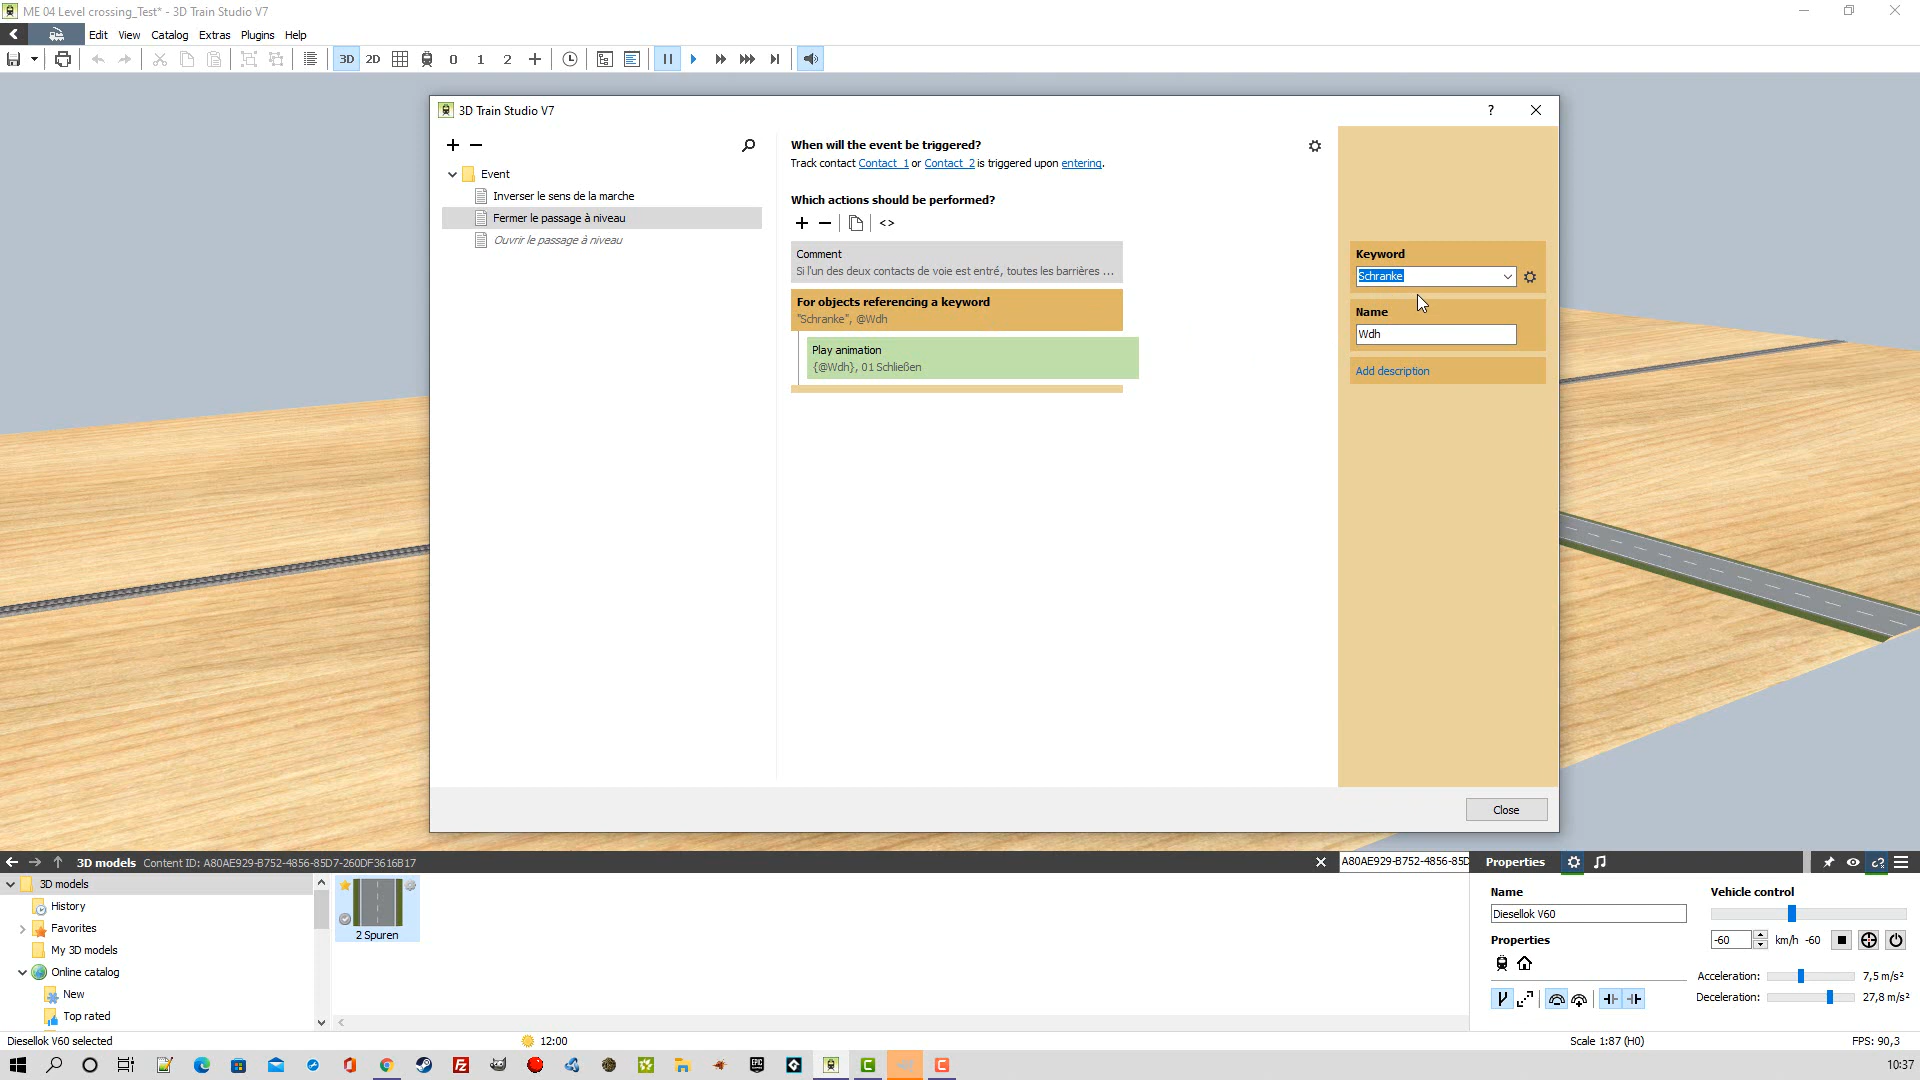 ME 04 Level crossing_Test* - 3D Train Studio V7
Edit View Catalog Extras Plugins Help
3D 2D 0 1 2
3D Train Studio V7
?
Event
Inverser le sens de la marche
Fermer le passage à niveau
Ouvrir le passage à niveau
When will the event be triggered?
Track contact Contact_1 or Contact_2 is triggered upon entering.
Which actions should be performed?
<>
Comment
Si l'un des deux contacts de voie est entré, toutes les barrières ...
For objects referencing a keyword
"Schranke", @Wdh
Play animation
{@Wdh}, 01 Schließen
Keyword
Schranke
Name
Wdh
Add description
Close
3D models Content ID: A80AE929-B752-4856-85D7-260DF3616B17
A80AE929-B752-4856-85D
3D models
History
Favorites
My 3D models
Online catalog
New
Top rated
2 Spuren
Properties
Name
Diesellok V60
Properties
Vehicle control
-60 km/h -60
Acceleration: 7,5 m/s²
Deceleration: 27,8 m/s²
Diesellok V60 selected
12:00
Scale 1:87 (H0)
FPS: 90,3
10:37